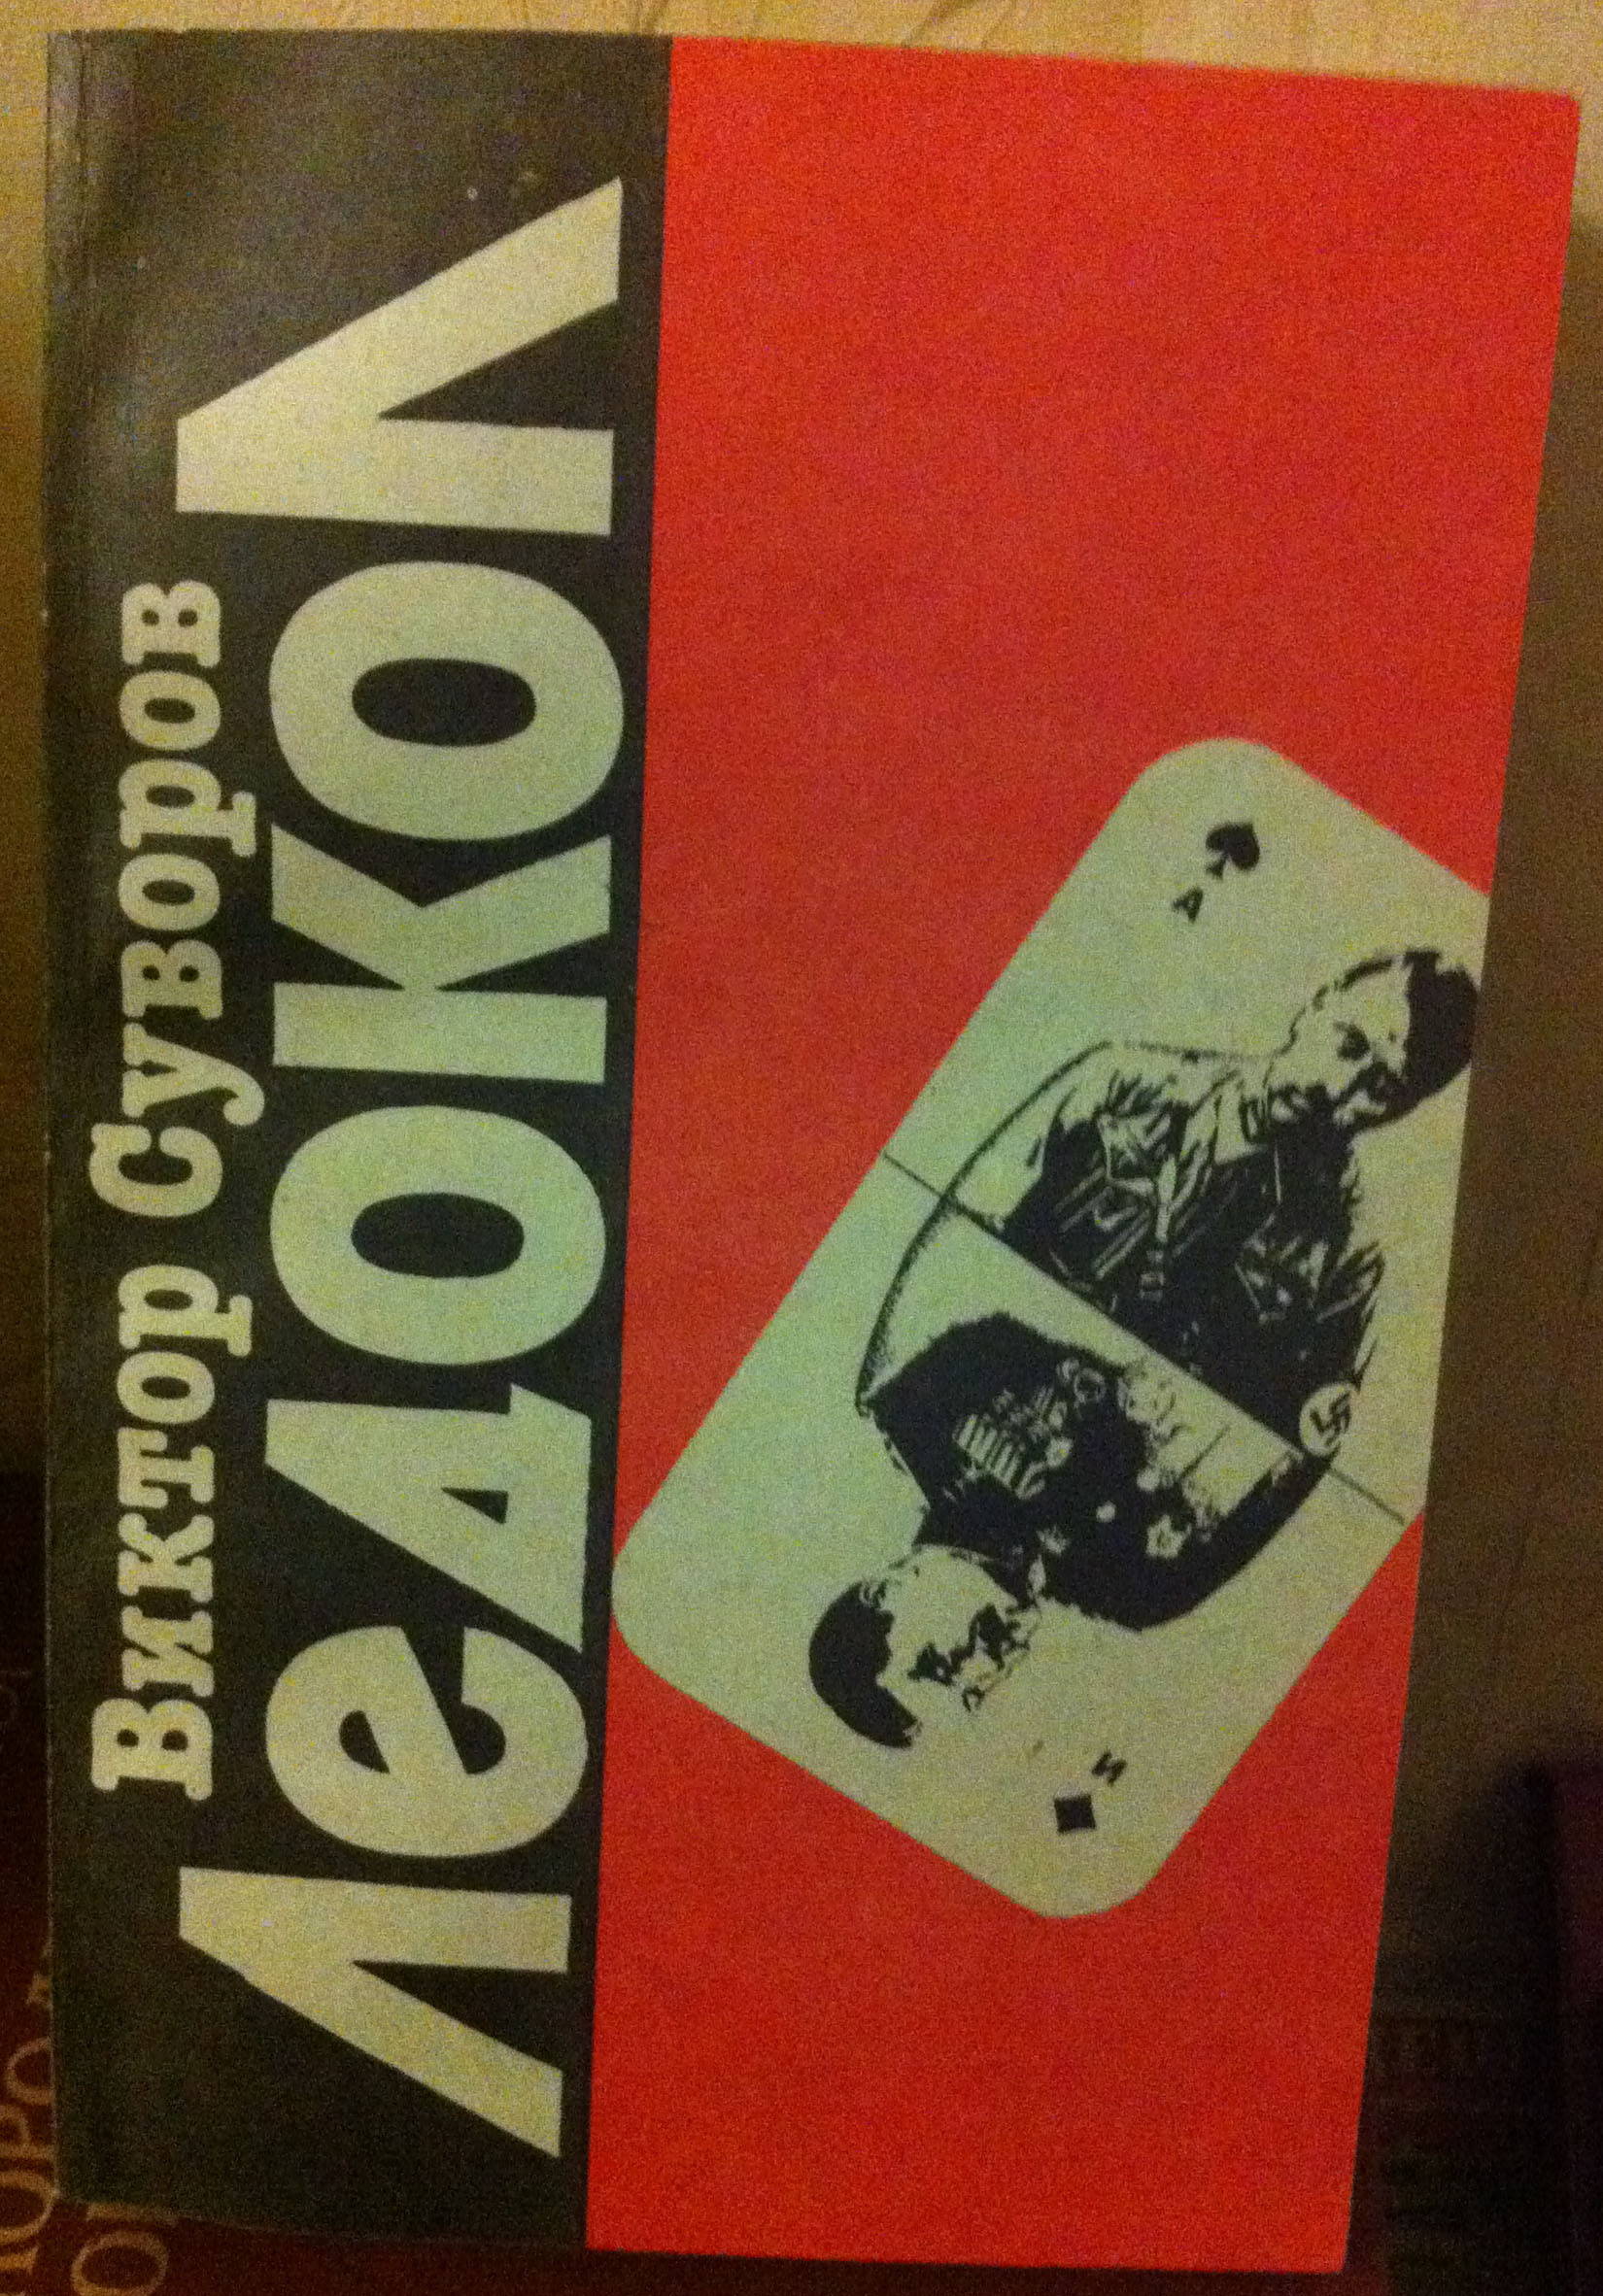 Виктор Суворов
ЛедокоЛ
А
И